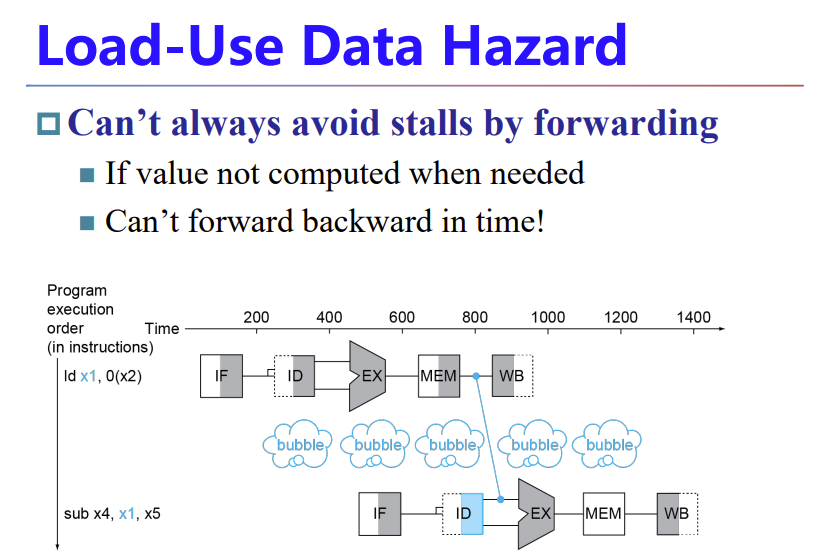 Load-Use Data Hazard
Can’t always avoid stalls by forwarding
If value not computed when needed
Can’t forward backward in time!
Program
execution
order
(in instructions)
Time
200 400 600 800 1000 1200 1400
ld x1, 0(x2)
IF ID EX MEM WB
bubble bubble bubble bubble bubble
sub x4, x1, x5
IF ID EX MEM WB